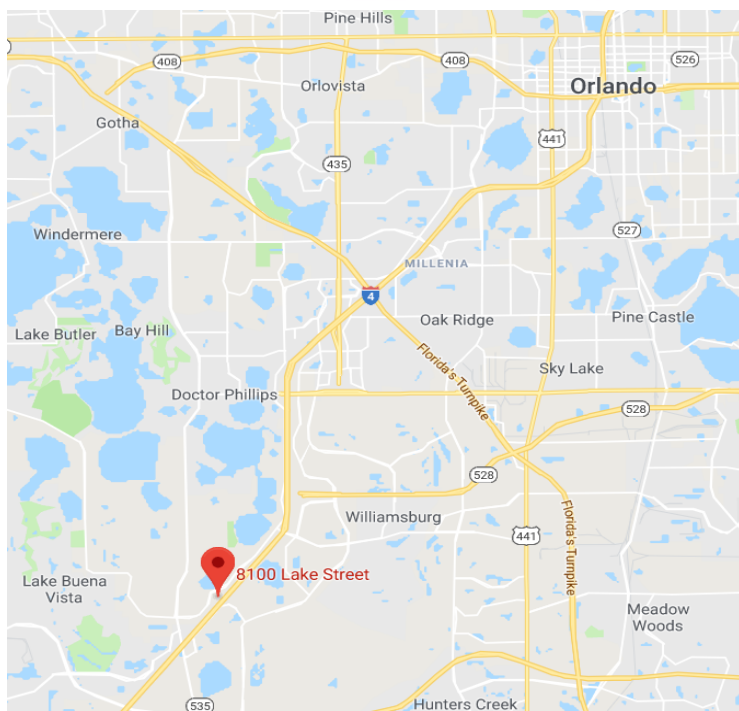 Pine Hills
408
408
526
Orlovista
Orlando
Gotha
435
441
527
Windermere
MILLENIA
4
Lake Butler
Bay Hill
Oak Ridge
Pine Castle
Florida's Turnpike
Sky Lake
Doctor Phillips
528
528
Williamsburg
Florida's Turnpike
441
8100 Lake Street
Lake Buena
Vista
Meadow
Woods
535
Hunters Creek